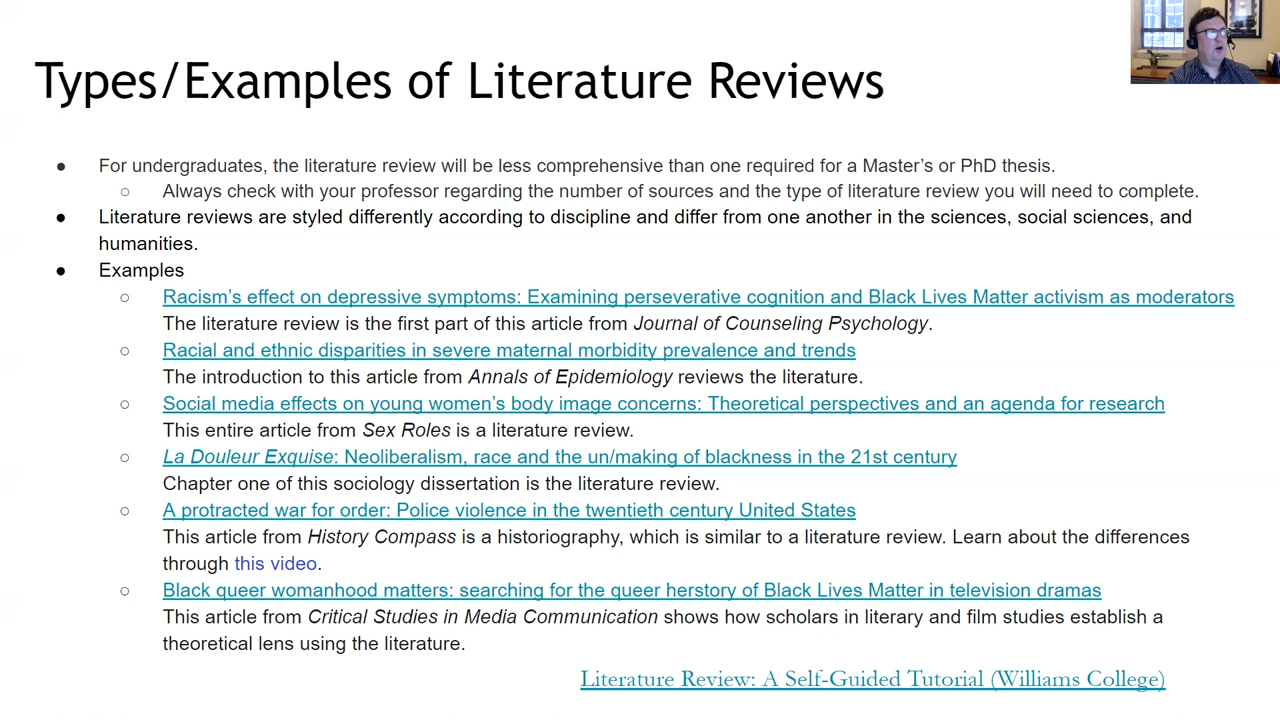 Types/Examples of Literature Reviews
● For undergraduates, the literature review will be less comprehensive than one required for a Master’s or PhD thesis.
○ Always check with your professor regarding the number of sources and the type of literature review you will need to complete.
● Literature reviews are styled differently according to discipline and differ from one another in the sciences, social sciences, and
humanities.
● Examples
○ Racism’s effect on depressive symptoms: Examining perseverative cognition and Black Lives Matter activism as moderators
The literature review is the first part of this article from Journal of Counseling Psychology.
○ Racial and ethnic disparities in severe maternal morbidity prevalence and trends
The introduction to this article from Annals of Epidemiology reviews the literature.
○ Social media effects on young women’s body image concerns: Theoretical perspectives and an agenda for research
This entire article from Sex Roles is a literature review.
○ La Douleur Exquise: Neoliberalism, race and the un/making of blackness in the 21st century
Chapter one of this sociology dissertation is the literature review.
○ A protracted war for order: Police violence in the twentieth century United States
This article from History Compass is a historiography, which is similar to a literature review. Learn about the differences
through this video.
○ Black queer womanhood matters: searching for the queer herstory of Black Lives Matter in television dramas
This article from Critical Studies in Media Communication shows how scholars in literary and film studies establish a
theoretical lens using the literature.
Literature Review: A Self-Guided Tutorial (Williams College)